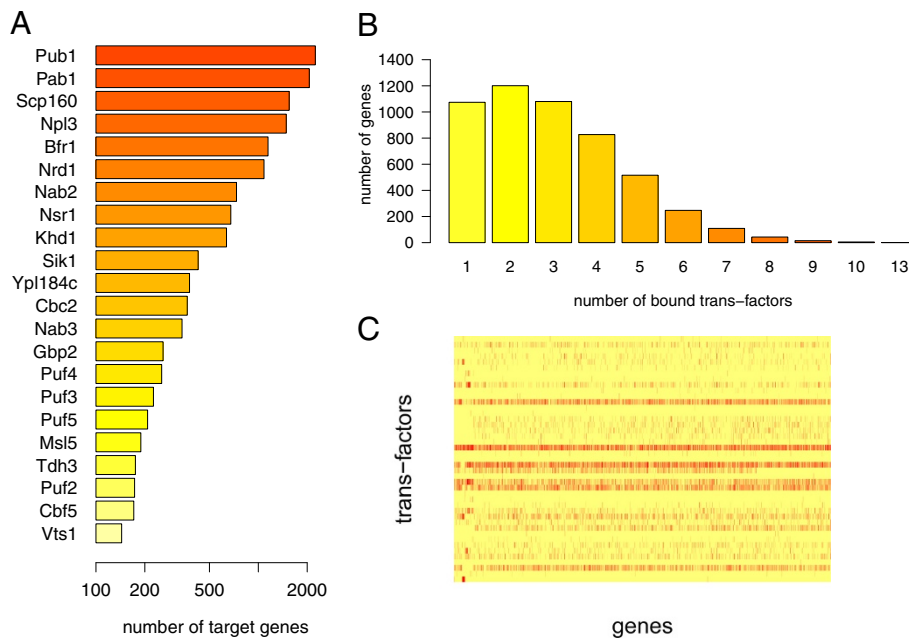 A
Pub1
Pab1
Scp160
Npl3
Bfr1
Nrd1
Nab2
Nsr1
Khd1
Sik1
Ypl184c
Cbc2
Nab3
Gbp2
Puf4
Puf3
Puf5
Msl5
Tdh3
Puf2
Cbf5
Vts1
100 200 500 2000
number of target genes
B
1400
1200
1000
800
600
400
200
0
number of genes
1 2 3 4 5 6 7 8 9 10 13
number of bound trans−factors
C
trans−factors
genes